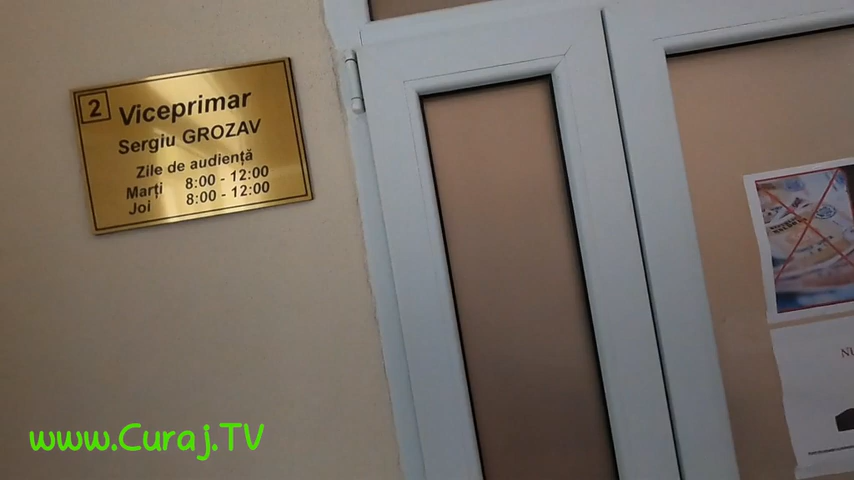 2
Viceprimar
Sergiu GROZAV
Zile de audiență
Marți 8:00 - 12:00
Joi 8:00 - 12:00
www.Curaj.TV